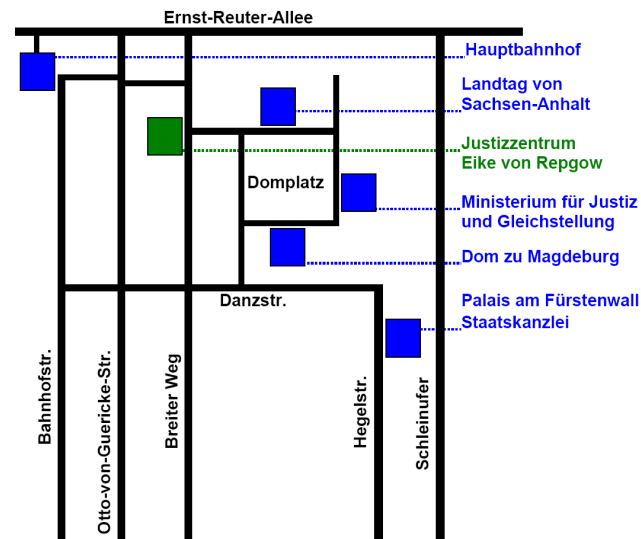 Ernst-Reuter-Allee
Hauptbahnhof
Landtag von
Sachsen-Anhalt
Justizzentrum
Eike von Repgow
Domplatz
Ministerium für Justiz
und Gleichstellung
Dom zu Magdeburg
Danzstr.
Palais am Fürstenwall
Staatskanzlei
Bahnhofstr.
Otto-von-Guericke-Str.
Breiter Weg
Hegelstr.
Schleinufer